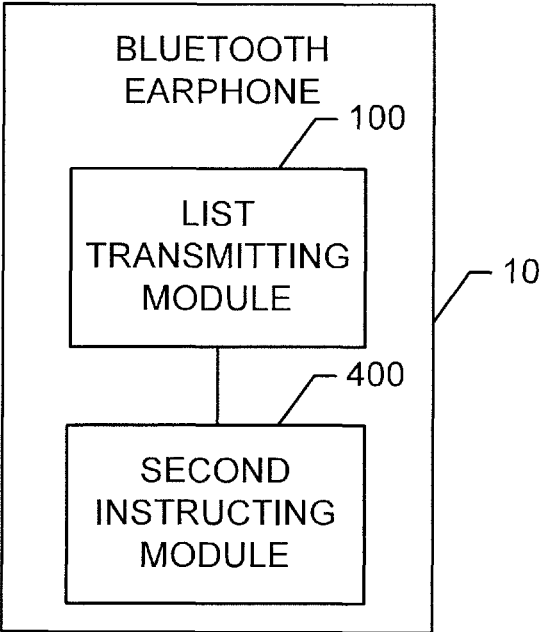 BLUETOOTH
EARPHONE
100
LIST
TRANSMITTING
MODULE
10
400
SECOND
INSTRUCTING
MODULE